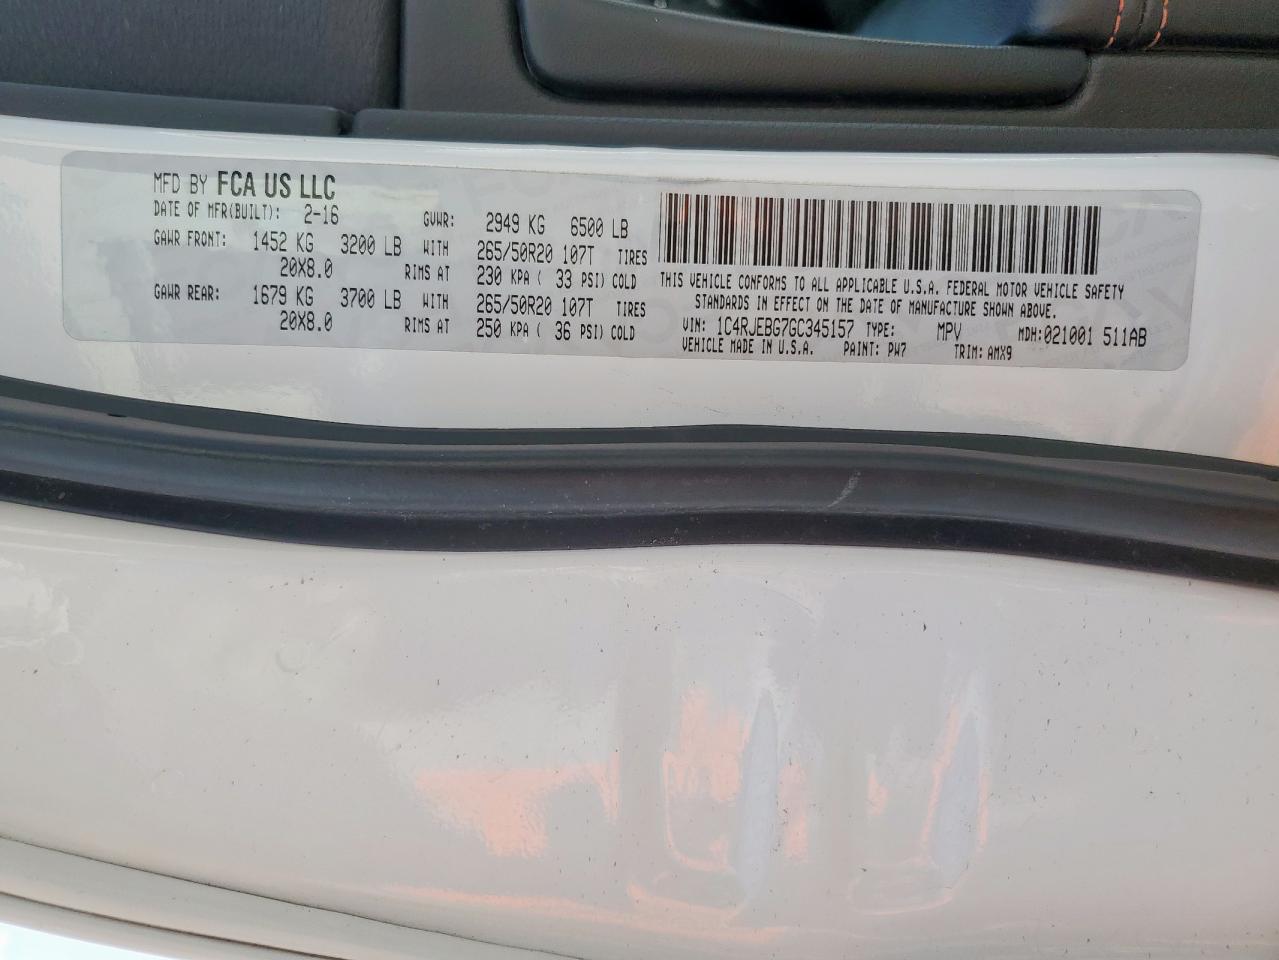 MFD BY FCA US LLC
DATE OF MFR(BUILT): 2-16 GVWR: 2949 KG 6500 LB
GAWR FRONT: 1452 KG 3200 LB WITH 265/50R20 107T TIRES
20X8.0 RIMS AT 230 KPA ( 33 PSI) COLD
GAWR REAR: 1679 KG 3700 LB WITH 265/50R20 107T TIRES
20X8.0 RIMS AT 250 KPA ( 36 PSI) COLD
THIS VEHICLE CONFORMS TO ALL APPLICABLE U.S.A. FEDERAL MOTOR VEHICLE SAFETY
STANDARDS IN EFFECT ON THE DATE OF MANUFACTURE SHOWN ABOVE.
VIN: 1C4RJEBG7GC345157 TYPE: MPV MDH:021001 511AB
VEHICLE MADE IN U.S.A. PAINT: PW7 TRIM: AMX9